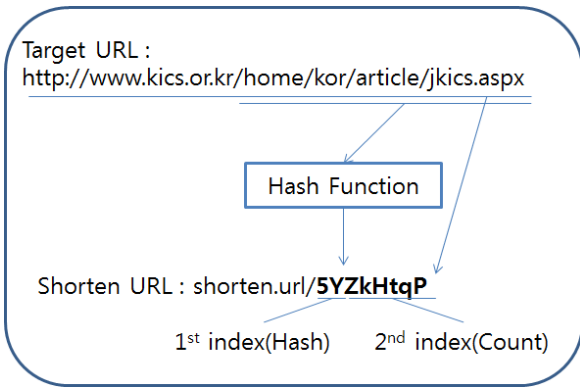 Target URL :
http://www.kics.or.kr/home/kor/article/jkics.aspx
Hash Function
Shorten URL : shorten.url/5YZkHtqP
1st index(Hash) 2nd index(Count)